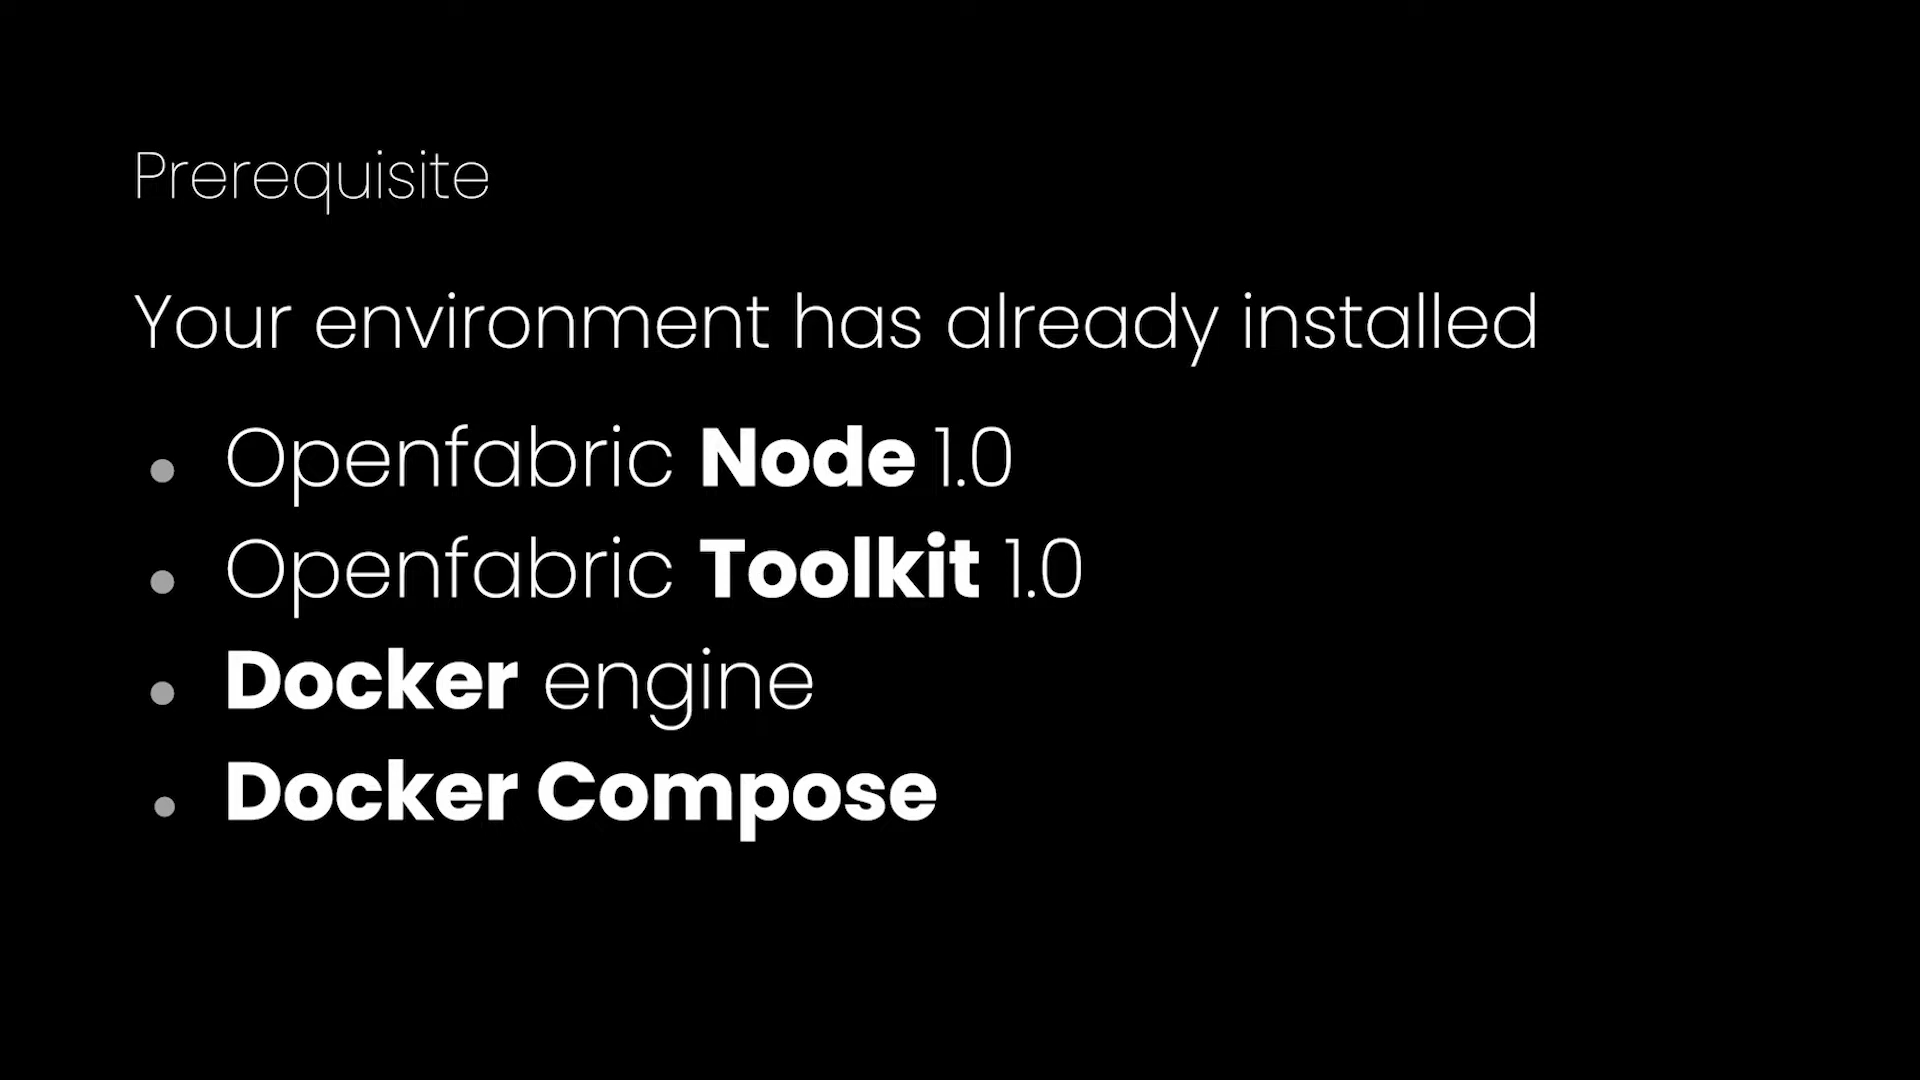 Prerequisite
Your environment has already installed
Openfabric Node 1.0
Openfabric Toolkit 1.0
Docker engine
Docker Compose